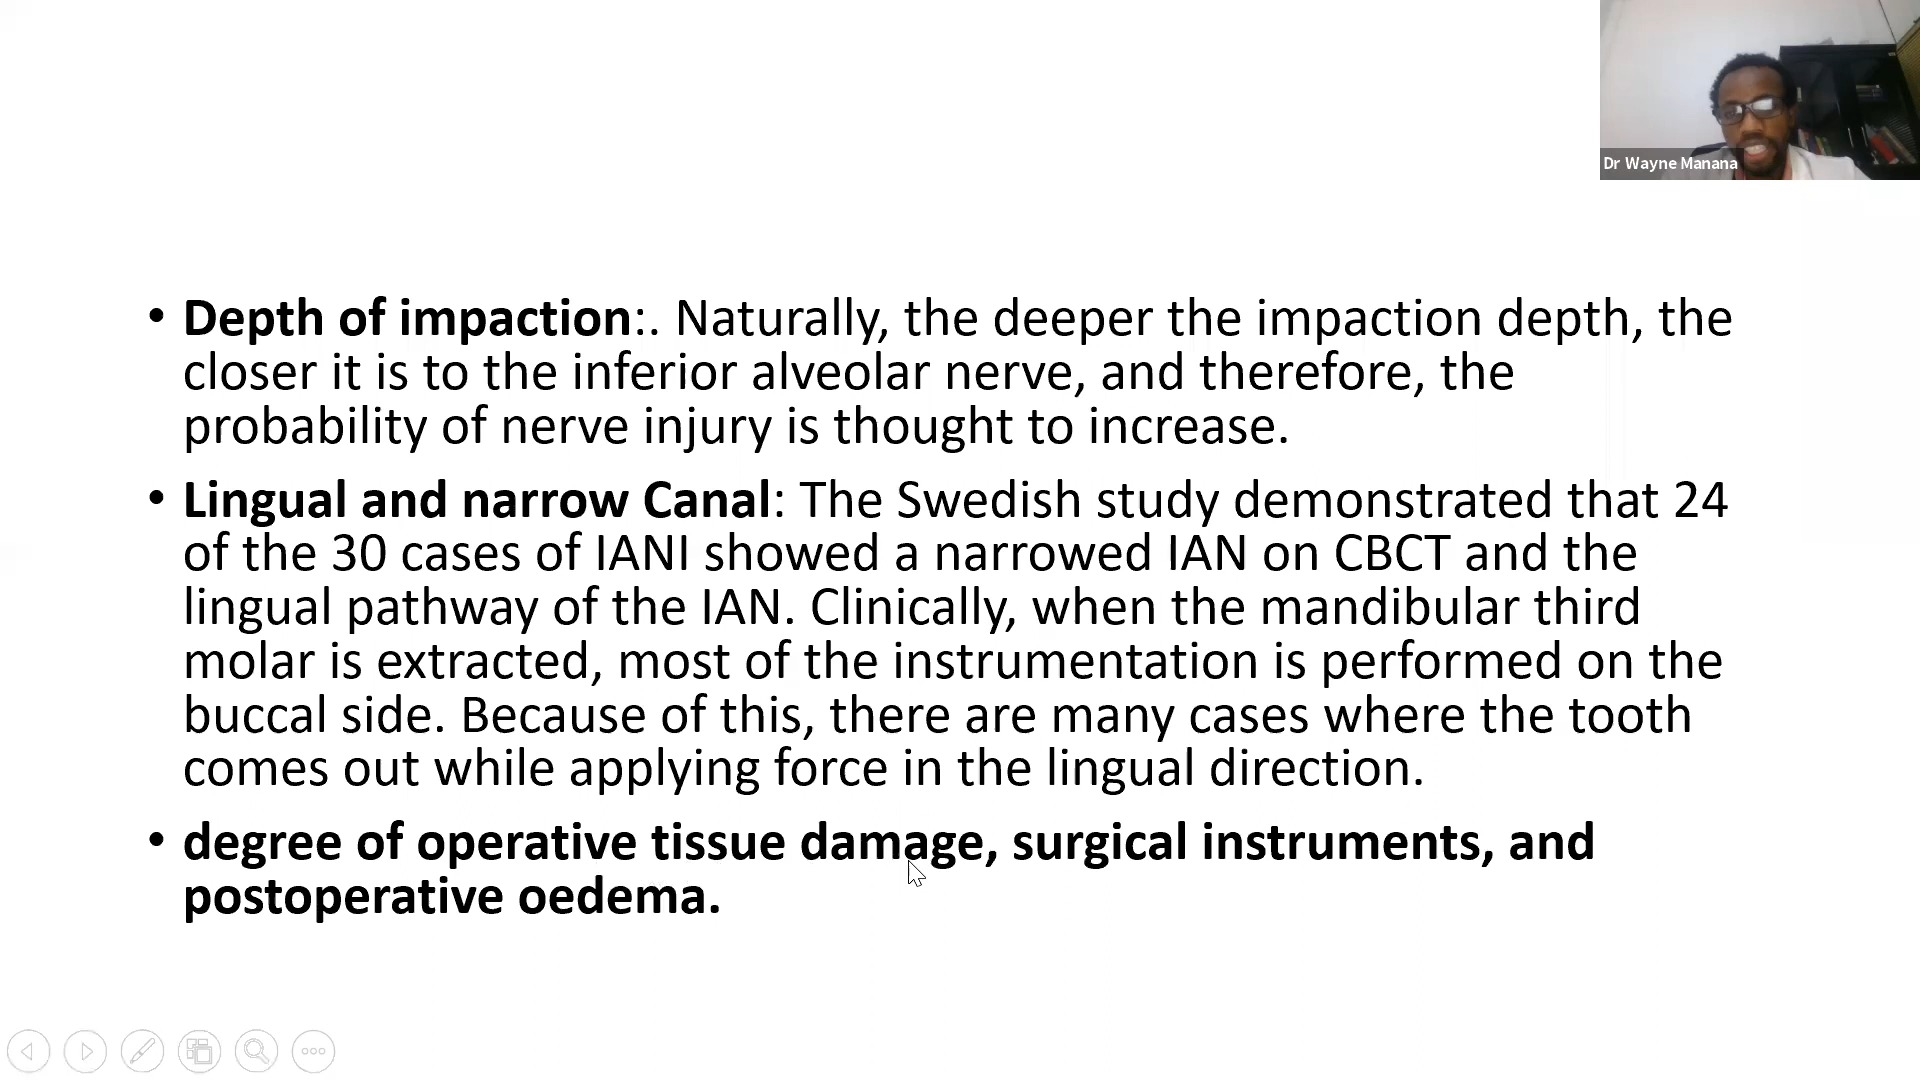 Dr Wayne Manana
• Depth of impaction:. Naturally, the deeper the impaction depth, the
closer it is to the inferior alveolar nerve, and therefore, the
probability of nerve injury is thought to increase.
• Lingual and narrow Canal: The Swedish study demonstrated that 24
of the 30 cases of IANI showed a narrowed IAN on CBCT and the
lingual pathway of the IAN. Clinically, when the mandibular third
molar is extracted, most of the instrumentation is performed on the
buccal side. Because of this, there are many cases where the tooth
comes out while applying force in the lingual direction.
• degree of operative tissue damage, surgical instruments, and
postoperative oedema.